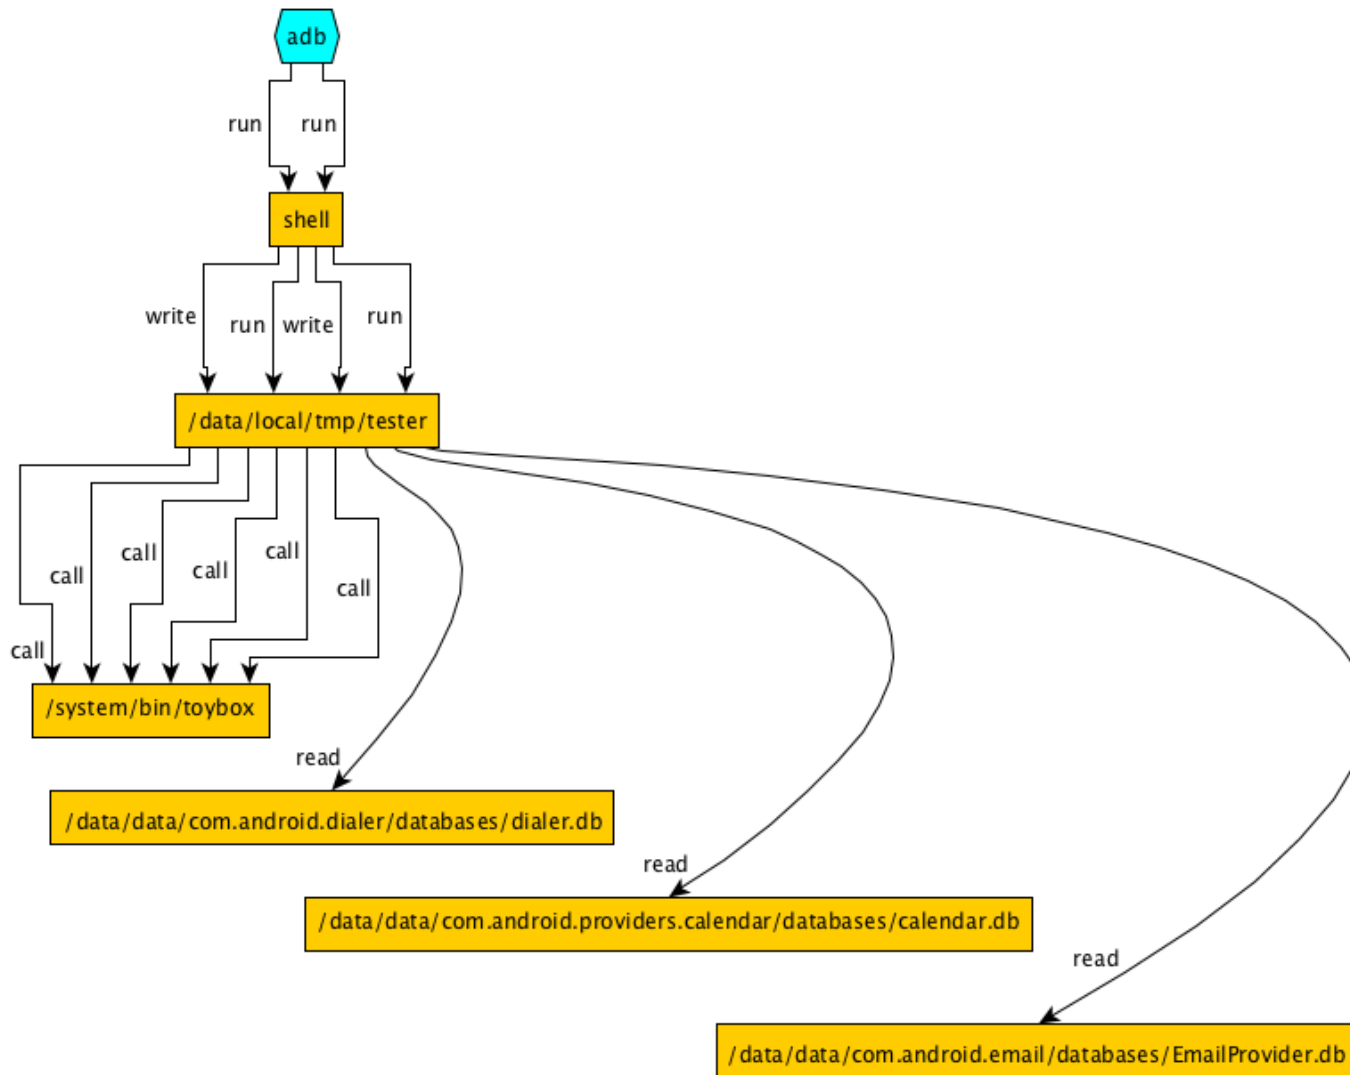 adb
run
run
shell
write
run
write
run
/data/local/tmp/tester
call
call
call
call
call
call
/system/bin/toybox
read
/data/data/com.android.dialer/databases/dialer.db
read
/data/data/com.android.providers.calendar/databases/calendar.db
read
/data/data/com.android.email/databases/EmailProvider.db